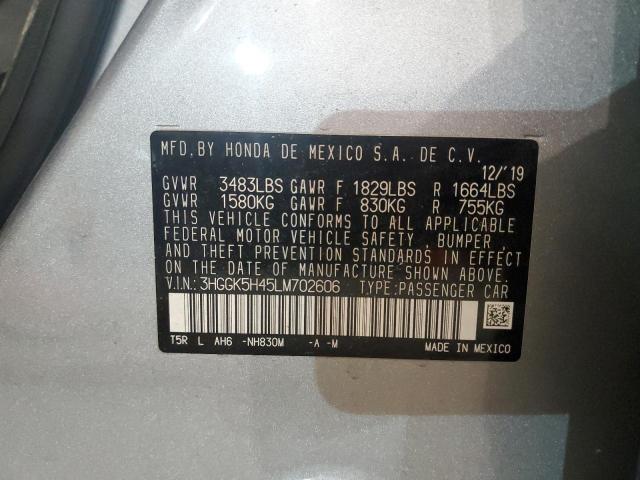 MFD. BY HONDA DE MEXICO S.A. DE C.V.
12/'19
GVWR 3483LBS GAWR F 1829LBS R 1664LBS
GVWR 1580KG GAWR F 830KG R 755KG
THIS VEHICLE CONFORMS TO ALL APPLICABLE
FEDERAL MOTOR VEHICLE SAFETY, BUMPER,
AND THEFT PREVENTION STANDARDS IN EFFECT
ON THE DATE OF MANUFACTURE SHOWN ABOVE.
V.I.N.: 3HGGK5H45LM702606 TYPE:PASSENGER CAR
T5R L AH6 -NH830M -A -M MADE IN MEXICO